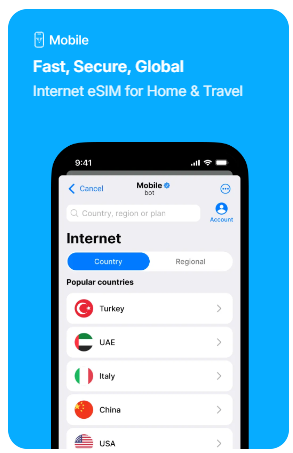 Mobile
Fast, Secure, Global
Internet eSIM for Home & Travel
9:41
Cancel
Mobile
bot
Country, region or plan
Account
Internet
Country
Regional
Popular countries
Turkey
UAE
Italy
China
USA